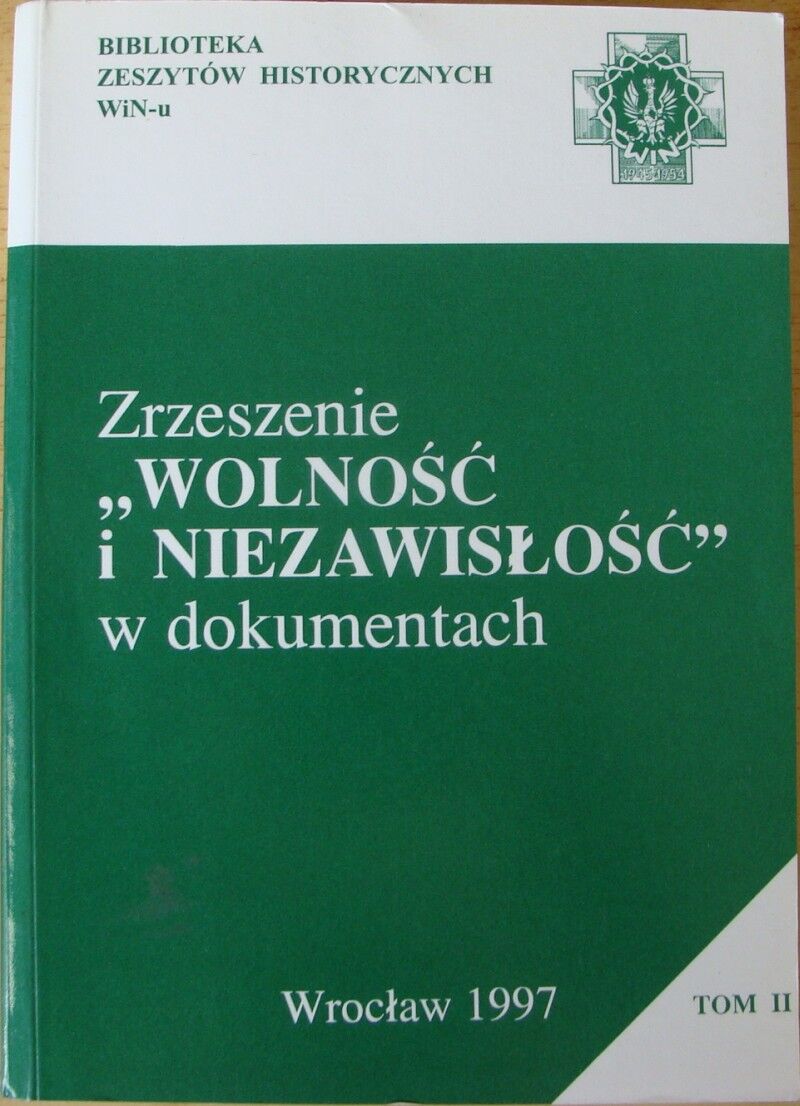 BIBLIOTEKA
ZESZYTÓW HISTORYCZNYCH
WiN-u
WiN
1945-1954
Zrzeszenie
„WOLNOŚĆ
i NIEZAWISŁOŚĆ”
w dokumentach
Wrocław 1997
TOM II